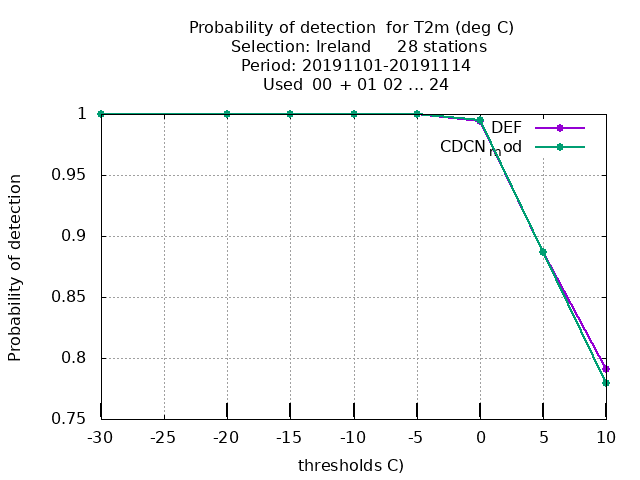 Probability of detection for T2m (deg C)
Selection: Ireland 28 stations
Period: 20191101-20191114
Used 00 + 01 02 ... 24
1
0.95
0.9
0.85
0.8
0.75
Probability of detection
DEF
CDCNmod
-30 -25 -20 -15 -10 -5 0 5 10
thresholds C)